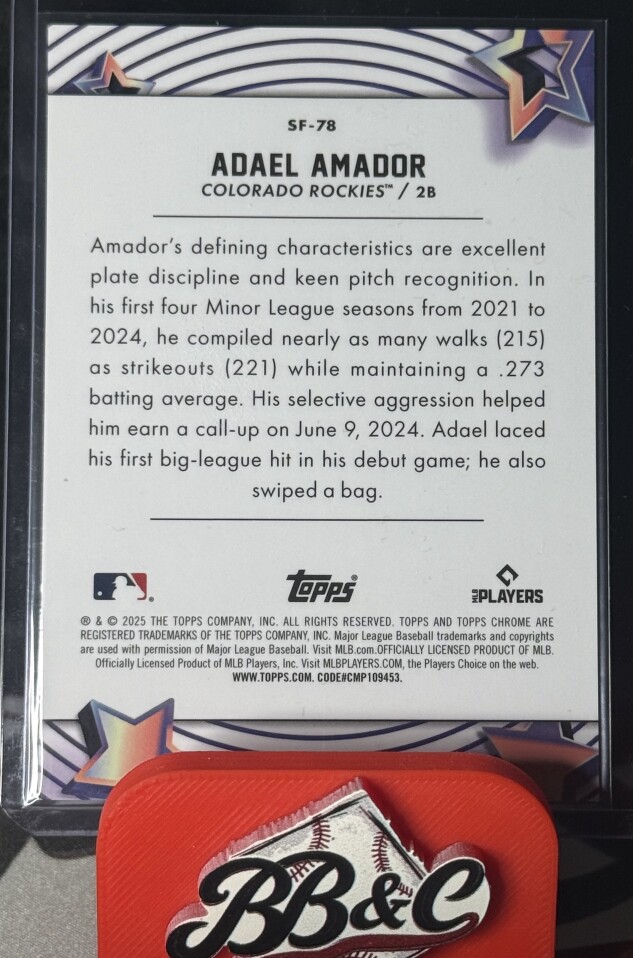 SF-78
ADAEL AMADOR
COLORADO ROCKIES™ / 2B
Amador's defining characteristics are excellent
plate discipline and keen pitch recognition. In
his first four Minor League seasons from 2021 to
2024, he compiled nearly as many walks (215)
as strikeouts (221) while maintaining a .273
batting average. His selective aggression helped
him earn a call-up on June 9, 2024. Adael laced
his first big-league hit in his debut game; he also
swiped a bag.
topps®
MLB PLAYERS
® & © 2025 THE TOPPS COMPANY, INC. ALL RIGHTS RESERVED. TOPPS AND TOPPS CHROME ARE
REGISTERED TRADEMARKS OF THE TOPPS COMPANY, INC. Major League Baseball trademarks and copyrights
are used with permission of Major League Baseball. Visit MLB.com.OFFICIALLY LICENSED PRODUCT OF MLB.
Officially Licensed Product of MLB Players, Inc. Visit MLBPLAYERS.COM, the Players Choice on the web.
WWW.TOPPS.COM. CODE#CMP109453.
BB&C